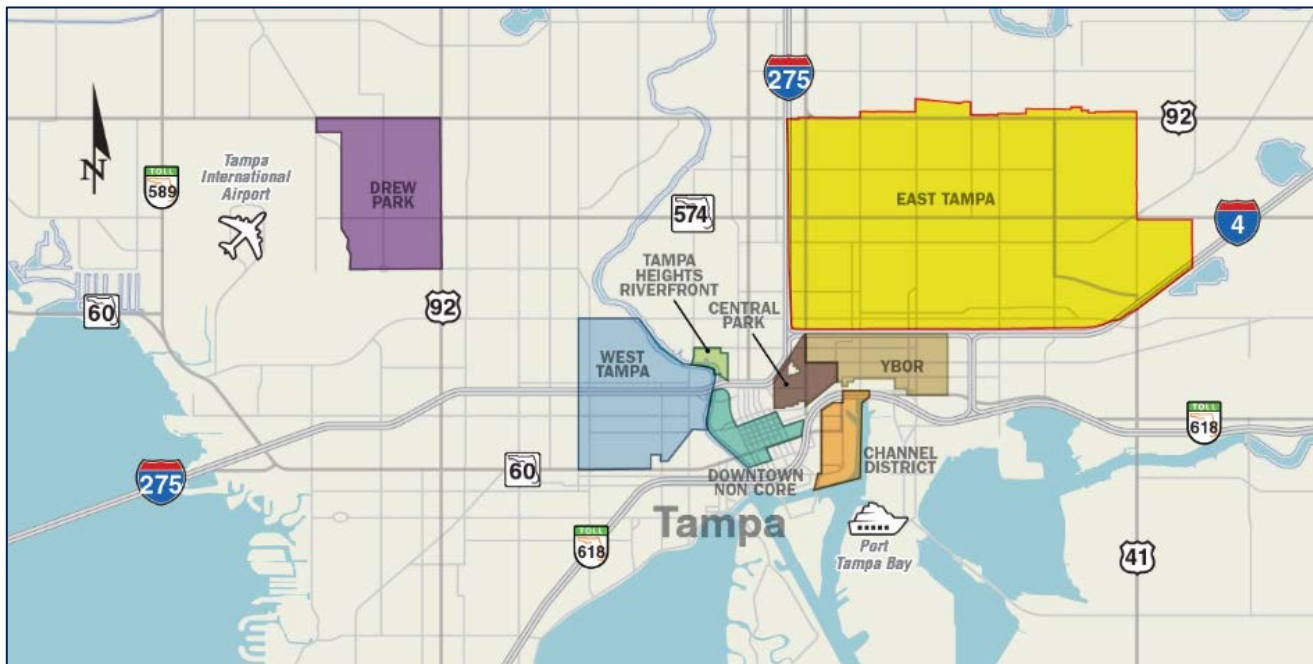 275
92
N
TOLL
589
Tampa
International
Airport
DREW
PARK
574
EAST TAMPA
4
TAMPA
HEIGHTS
RIVERFRONT
CENTRAL
PARK
60
92
WEST
TAMPA
YBOR
TOLL
618
275
60
DOWNTOWN
NON CORE
CHANNEL
DISTRICT
Tampa
TOLL
618
Port
Tampa Bay
41